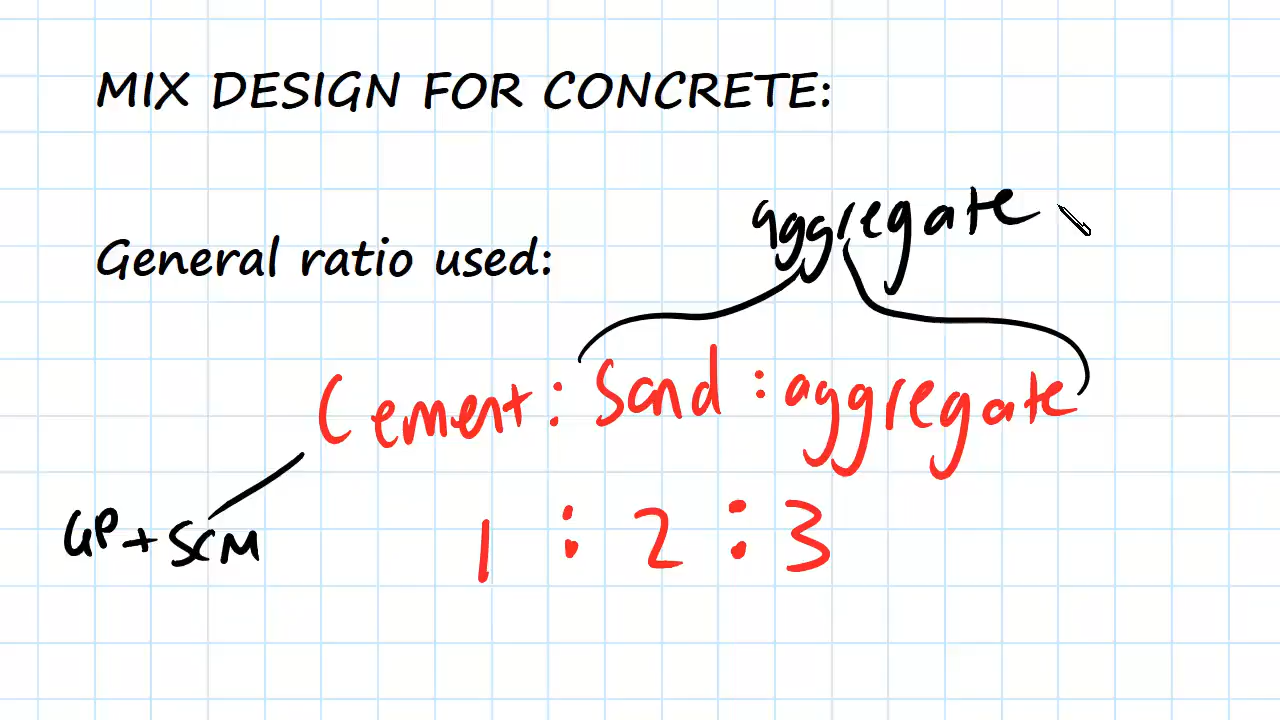 MIX DESIGN FOR CONCRETE:
aggregate
General ratio used:
Cement : Sand : aggregate
GP + SCM
1 : 2 : 3